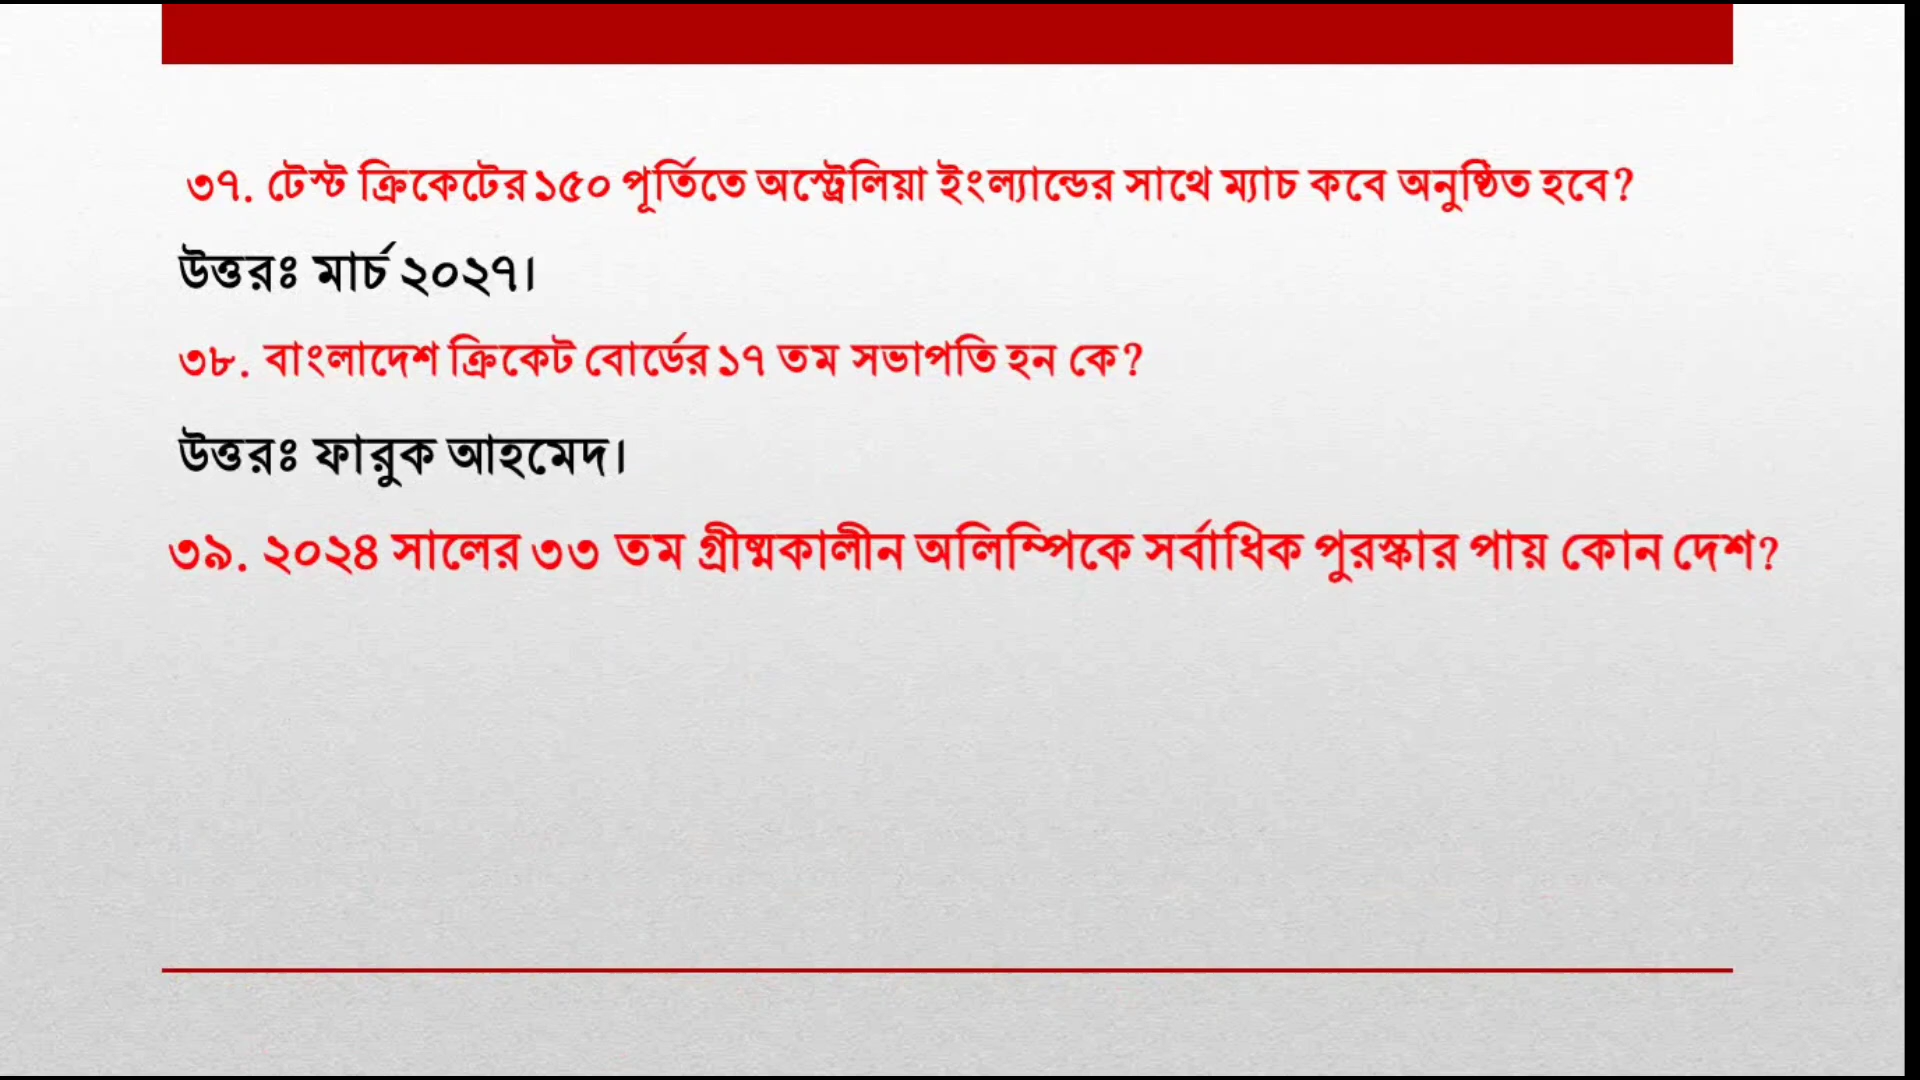 ৩৭. টেস্ট ক্রিকেটের ১৫০ পূর্তিতে অস্ট্রেলিয়া ইংল্যান্ডের সাথে ম্যাচ কবে অনুষ্ঠিত হবে?
উত্তরঃ মার্চ ২০২৭।
৩৮. বাংলাদেশ ক্রিকেট বোর্ডের ১৭ তম সভাপতি হন কে?
উত্তরঃ ফারুক আহমেদ।
৩৯. ২০২৪ সালের ৩৩ তম গ্রীষ্মকালীন অলিম্পিকে সর্বাধিক পুরস্কার পায় কোন দেশ?